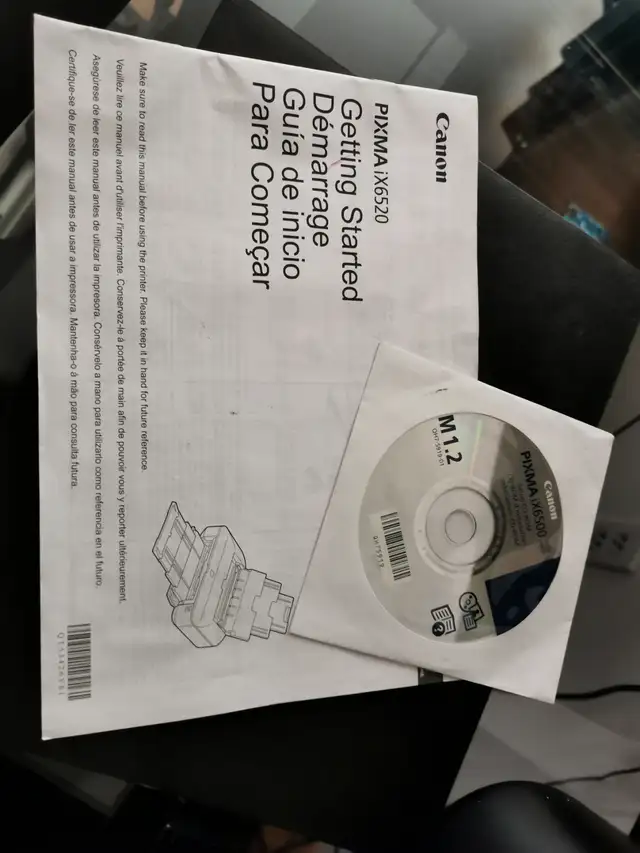 Canon
PIXMA iX6520
Getting Started
Démarrage
Guía de inicio
Para Começar
Make sure to read this manual before using the printer. Please keep it in hand for future reference.
Veuillez lire ce manuel avant d'utiliser l'imprimante. Conservez-le à portée de main afin de pouvoir vous y reporter ultérieurement.
Asegúrese de leer este manual antes de utilizar la impresora. Consérvelo a mano para utilizarlo como referencia en el futuro.
Certifique-se de ler este manual antes de usar a impressora. Mantenha-o à mão para consulta futura.
Canon
PIXMA iX6500
M 1.2